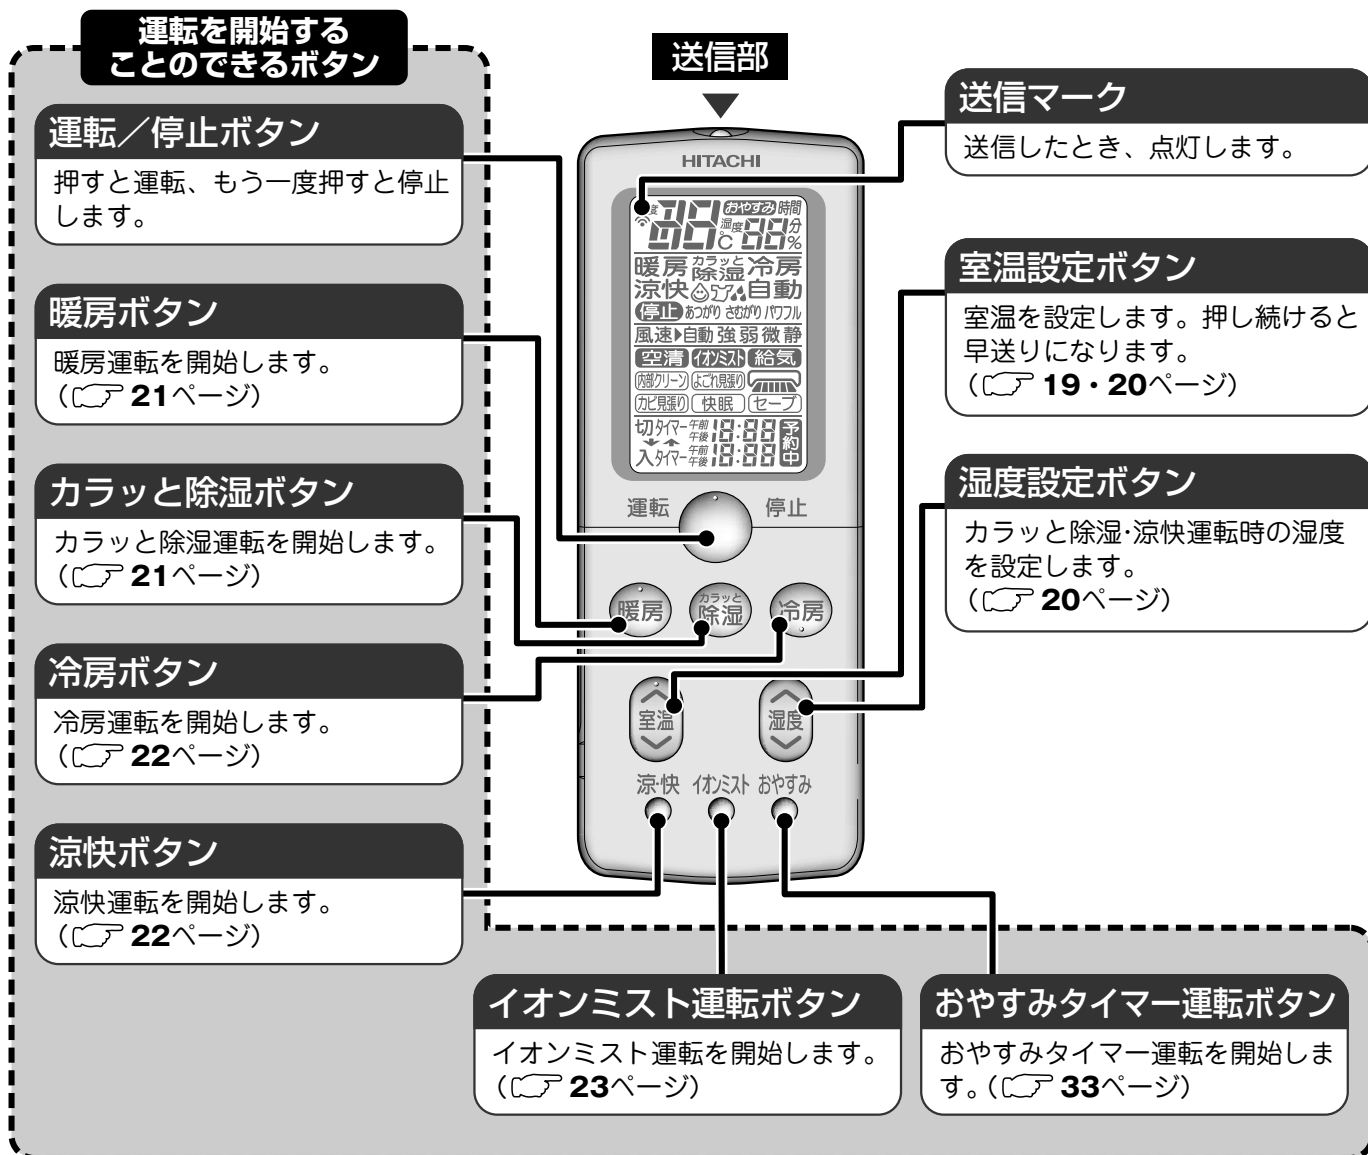 運転を開始する
ことのできるボタン
運転／停止ボタン
押すと運転、もう一度押すと停止
します。
暖房ボタン
暖房運転を開始します。
（☞ 21ページ）
カラッと除湿ボタン
カラッと除湿運転を開始します。
（☞ 21ページ）
冷房ボタン
冷房運転を開始します。
（☞ 22ページ）
涼快ボタン
涼快運転を開始します。
（☞ 22ページ）
送信部
HITACHI
おやすみ 時間
88 湿度 88 分
℃ %
暖房 カラッと除湿 冷房
涼快 自動
停止 あつがり さむがり パワフル
風速▶自動 強 弱 微 静
空清 イオンミスト 給気
内部クリーン よごれ見張り
カビ見張り 快眠 セーブ
切タイマー 午前 午後 18:88 予約中
入タイマー 午前 午後 18:88
運転 停止
暖房 カラッと除湿 冷房
室温 湿度
涼・快 イオンミスト おやすみ
送信マーク
送信したとき、点灯します。
室温設定ボタン
室温を設定します。押し続けると
早送りになります。
（☞ 19・20ページ）
湿度設定ボタン
カラッと除湿・涼快運転時の湿度
を設定します。
（☞ 20ページ）
イオンミスト運転ボタン
イオンミスト運転を開始します。
（☞ 23ページ）
おやすみタイマー運転ボタン
おやすみタイマー運転を開始しま
す。（☞ 33ページ）